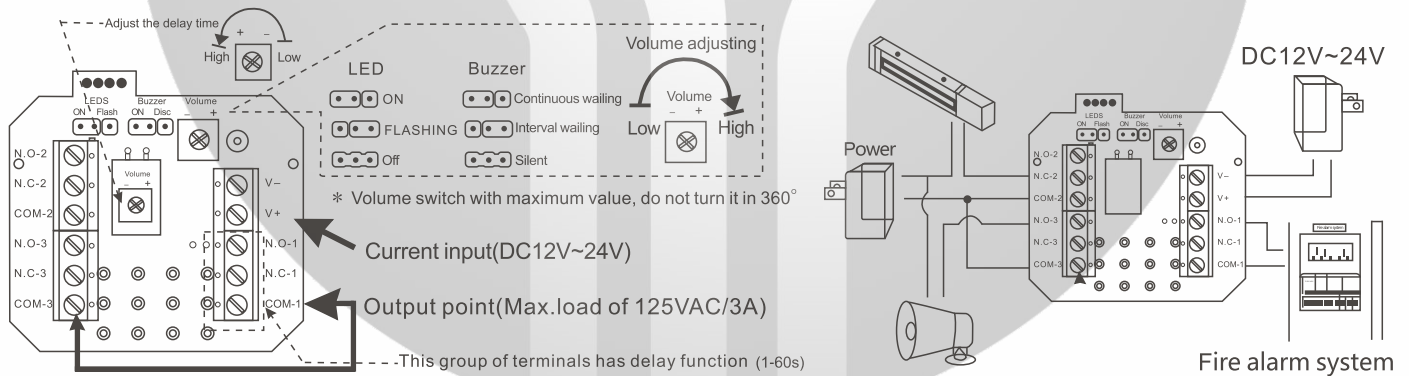 Adjust the delay time
+ −
High Low
LEDS Buzzer Volume
ON Flash ON Disc − +
N.O-2
N.C-2
COM-2
N.O-3
N.C-3
COM-3
Volume
− +
V−
V+
N.O-1
N.C-1
COM-1
LED Buzzer
ON Continuous wailing
FLASHING Interval wailing
Off Silent
Volume adjusting
Volume
− +
Low High
* Volume switch with maximum value, do not turn it in 360°
Current input(DC12V~24V)
Output point(Max.load of 125VAC/3A)
This group of terminals has delay function (1-60s)
Power
DC12V~24V
LEDS Buzzer Volume
ON Flash ON Disc − +
N.O-2
N.C-2
COM-2
N.O-3
N.C-3
COM-3
V−
V+
N.O-1
N.C-1
COM-1
Fire alarm system